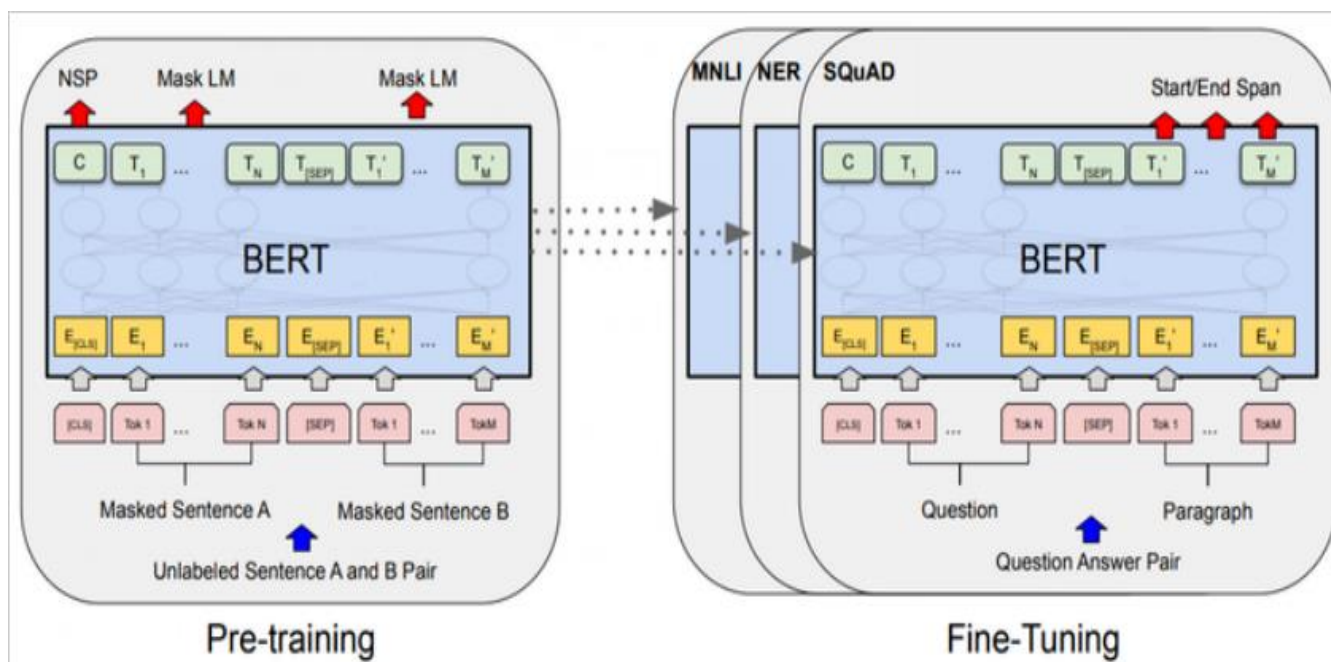 NSP Mask LM Mask LM
C T1 ... TN T[SEP] T1' ... TM'
BERT
E[CLS] E1 ... EN E[SEP] E1' ... EM'
[CLS] Tok 1 ... Tok N [SEP] Tok 1 ... TokM
Masked Sentence A Masked Sentence B
Unlabeled Sentence A and B Pair
Pre-training
MNLI NER SQuAD
Start/End Span
C T1 ... TN T[SEP] T1' ... TM'
BERT
E[CLS] E1 ... EN E[SEP] E1' ... EM'
[CLS] Tok 1 ... Tok N [SEP] Tok 1 ... TokM
Question Paragraph
Question Answer Pair
Fine-Tuning